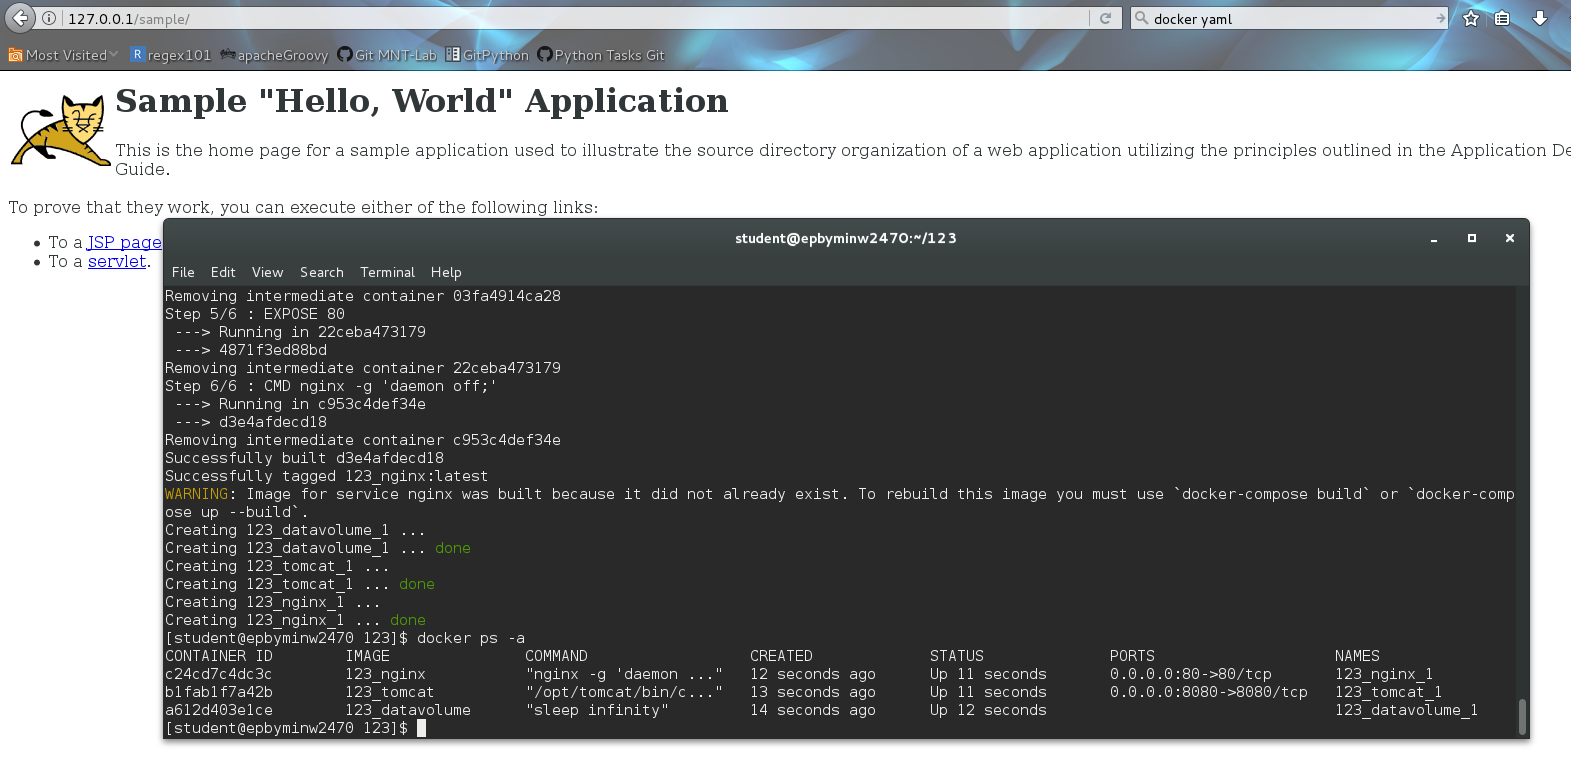 127.0.0.1/sample/
docker yaml
Most Visited
R regex101
apacheGroovy
Git MNT-Lab
GitPython
Python Tasks Git
Sample "Hello, World" Application
This is the home page for a sample application used to illustrate the source directory organization of a web application utilizing the principles outlined in the Application De
Guide.
To prove that they work, you can execute either of the following links:
• To a JSP page
• To a servlet.
student@epbyminw2470:~/123
File Edit View Search Terminal Help
Removing intermediate container 03fa4914ca28
Step 5/6 : EXPOSE 80
 ---> Running in 22ceba473179
 ---> 4871f3ed88bd
Removing intermediate container 22ceba473179
Step 6/6 : CMD nginx -g 'daemon off;'
 ---> Running in c953c4def34e
 ---> d3e4afdecd18
Removing intermediate container c953c4def34e
Successfully built d3e4afdecd18
Successfully tagged 123_nginx:latest
WARNING: Image for service nginx was built because it did not already exist. To rebuild this image you must use `docker-compose build` or `docker-comp
ose up --build`.
Creating 123_datavolume_1 ...
Creating 123_datavolume_1 ... done
Creating 123_tomcat_1 ...
Creating 123_tomcat_1 ... done
Creating 123_nginx_1 ...
Creating 123_nginx_1 ... done
[student@epbyminw2470 123]$ docker ps -a
CONTAINER ID IMAGE COMMAND CREATED STATUS PORTS NAMES
c24cd7c4dc3c 123_nginx "nginx -g 'daemon ..." 12 seconds ago Up 11 seconds 0.0.0.0:80->80/tcp 123_nginx_1
b1fab1f7a42b 123_tomcat "/opt/tomcat/bin/c..." 13 seconds ago Up 11 seconds 0.0.0.0:8080->8080/tcp 123_tomcat_1
a612d403e1ce 123_datavolume "sleep infinity" 14 seconds ago Up 12 seconds 123_datavolume_1
[student@epbyminw2470 123]$